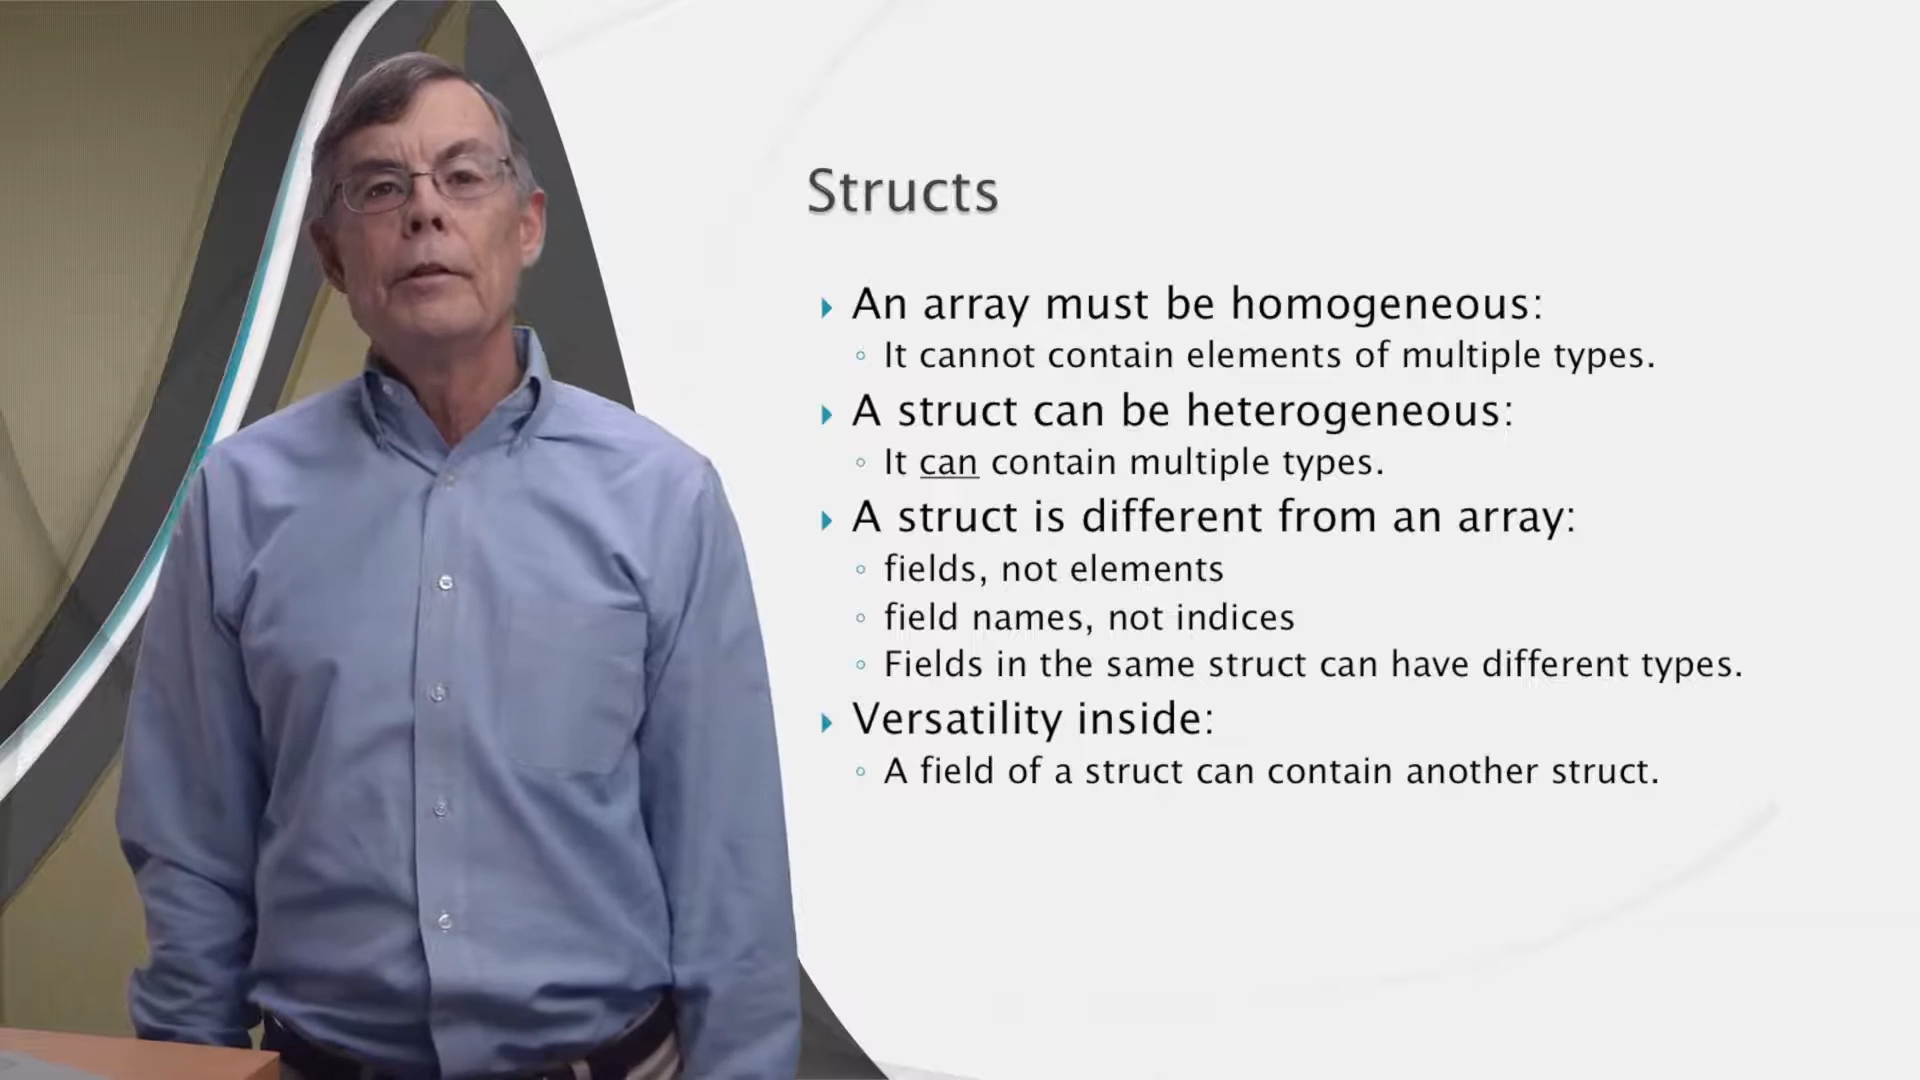 Structs
An array must be homogeneous:
It cannot contain elements of multiple types.
A struct can be heterogeneous:
It can contain multiple types.
A struct is different from an array:
fields, not elements
field names, not indices
Fields in the same struct can have different types.
Versatility inside:
A field of a struct can contain another struct.